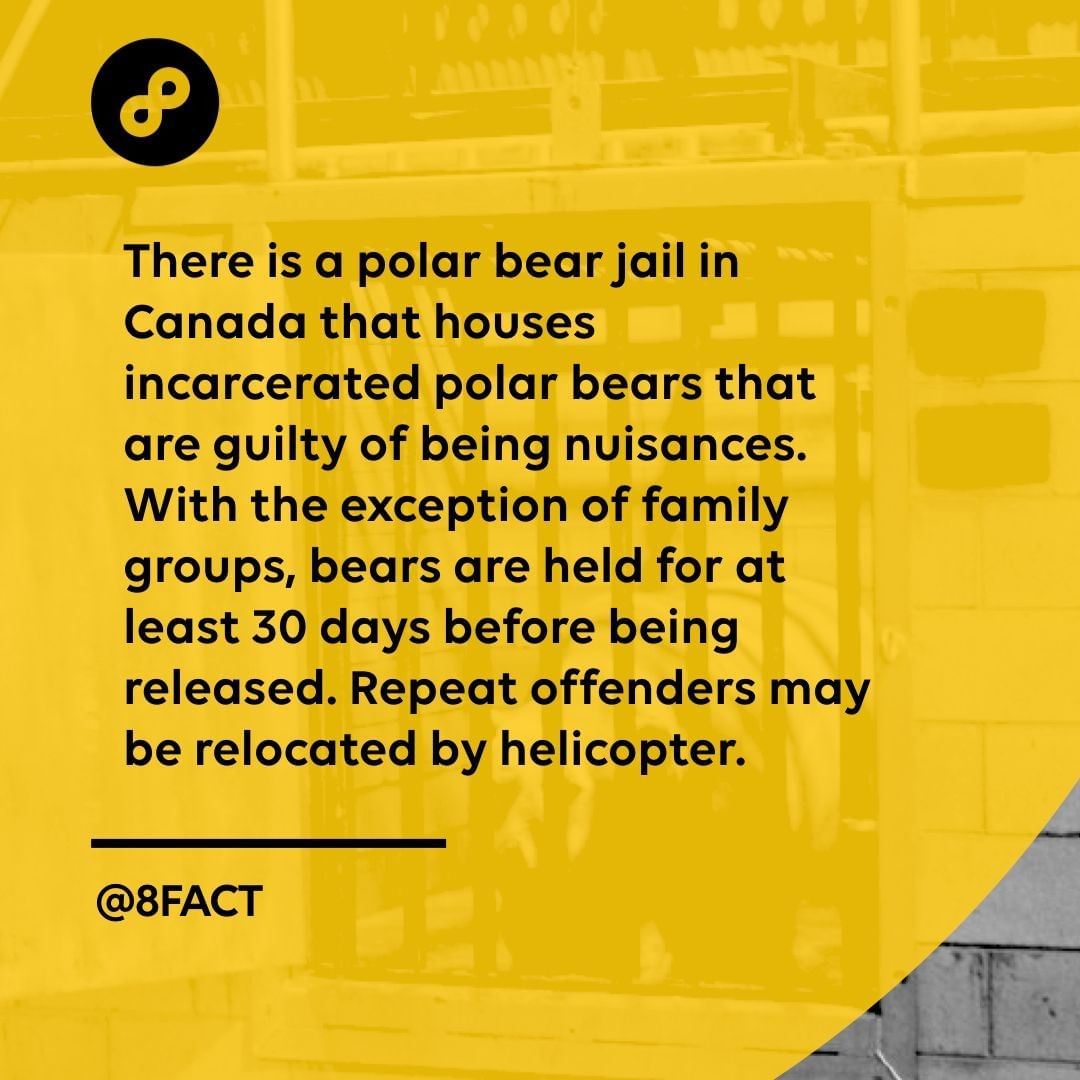 There is a polar bear jail in
Canada that houses
incarcerated polar bears that
are guilty of being nuisances.
With the exception of family
groups, bears are held for at
least 30 days before being
released. Repeat offenders may
be relocated by helicopter.
@8FACT